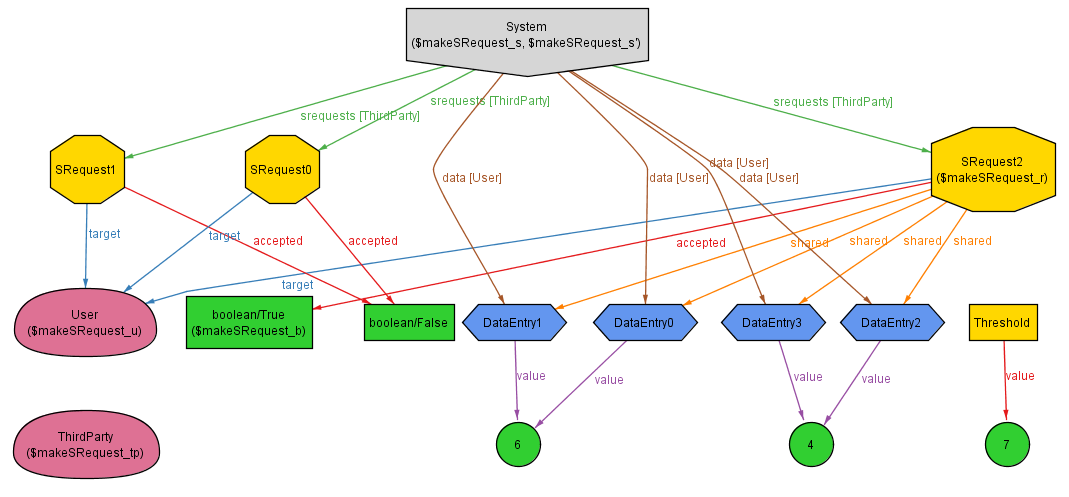 System
($makeSRequest_s, $makeSRequest_s')
srequests [ThirdParty]
srequests [ThirdParty]
srequests [ThirdParty]
SRequest1
SRequest0
SRequest2
($makeSRequest_r)
data [User]
data [User]
data [User]
data [User]
target
target
accepted
accepted
accepted
shared
shared
shared
shared
target
User
($makeSRequest_u)
boolean/True
($makeSRequest_b)
boolean/False
DataEntry1
DataEntry0
DataEntry3
DataEntry2
Threshold
value
value
value
value
value
ThirdParty
($makeSRequest_tp)
6
4
7